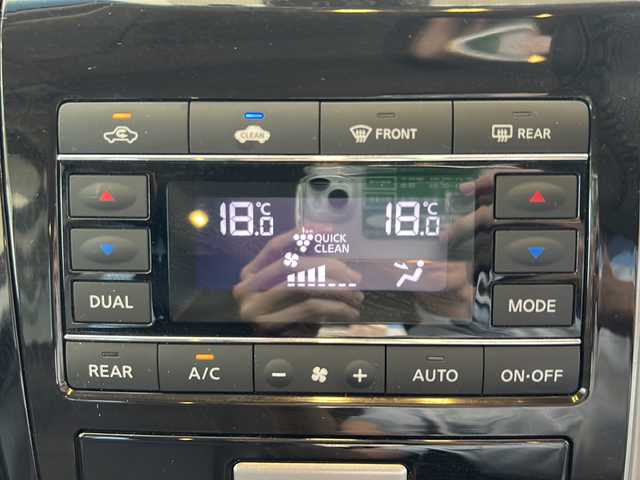 CLEAN FRONT REAR
18.0°C 18.0°C
QUICK
CLEAN
DUAL MODE
REAR A/C − + AUTO ON·OFF